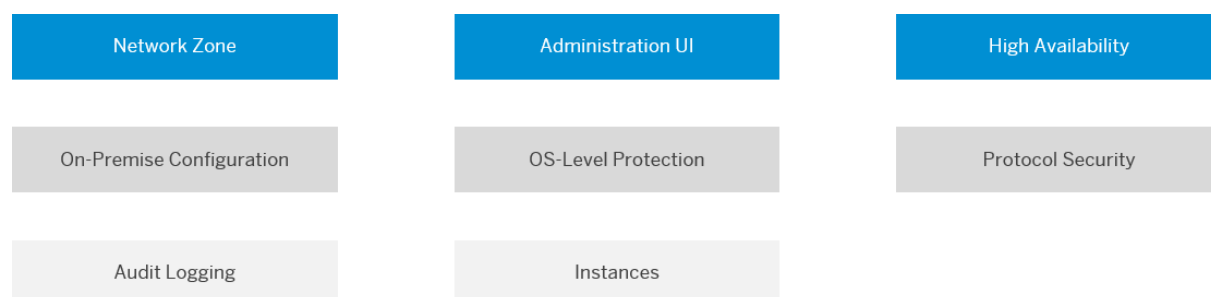 Network Zone
Administration UI
High Availability
On-Premise Configuration
OS-Level Protection
Protocol Security
Audit Logging
Instances